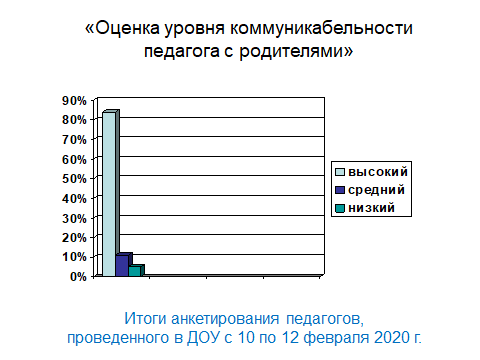 «Оценка уровня коммуникабельности
педагога с родителями»
90%
80%
70%
60%
50%
40%
30%
20%
10%
0%
высокий
средний
низкий
Итоги анкетирования педагогов,
проведенного в ДОУ с 10 по 12 февраля 2020 г.